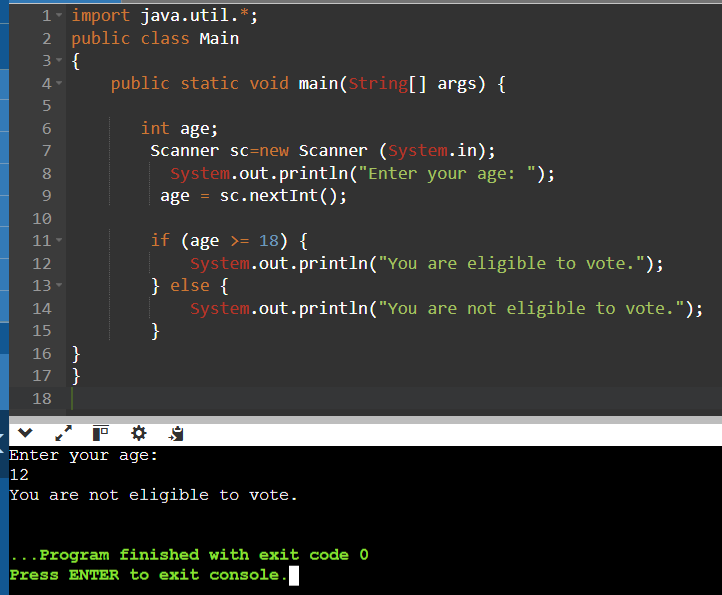 1 import java.util.*;
2 public class Main
3 {
4     public static void main(String[] args) {
5
6        int age;
7         Scanner sc=new Scanner (System.in);
8           System.out.println("Enter your age: ");
9          age = sc.nextInt();
10
11         if (age >= 18) {
12             System.out.println("You are eligible to vote.");
13         } else {
14             System.out.println("You are not eligible to vote.");
15         }
16 }
17 }
18
Enter your age:
12
You are not eligible to vote.
...Program finished with exit code 0
Press ENTER to exit console.